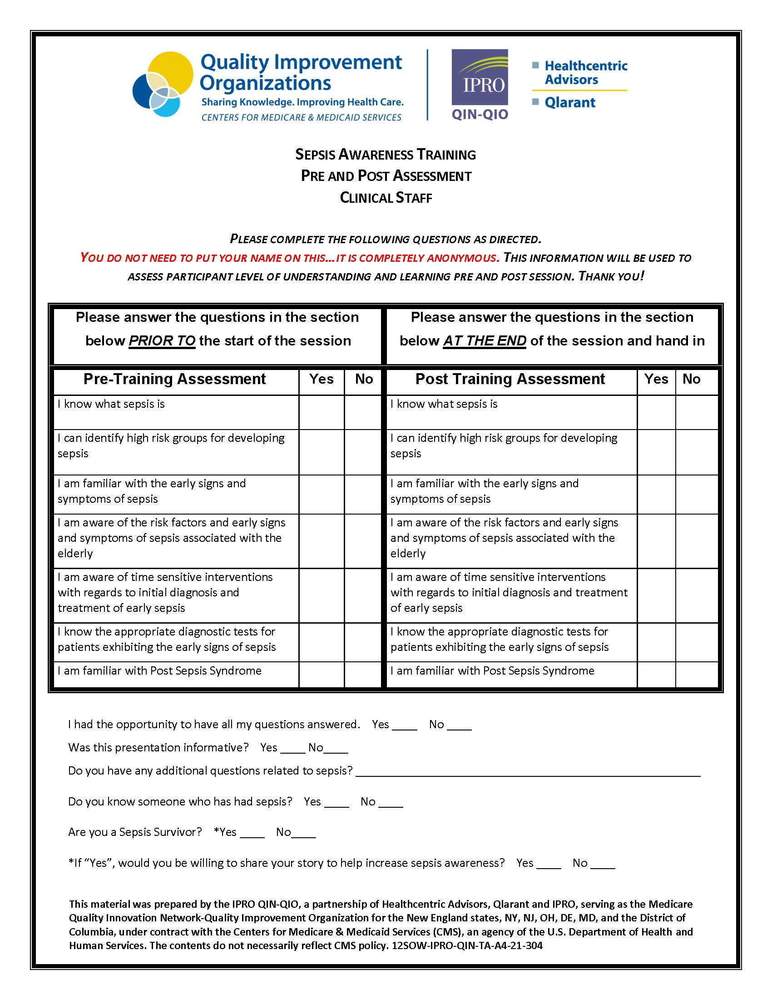 Quality Improvement
Organizations
Sharing Knowledge. Improving Health Care.
CENTERS FOR MEDICARE & MEDICAID SERVICES
IPRO
QIN-QIO
Healthcentric
Advisors
Qlarant
SEPSIS AWARENESS TRAINING
PRE AND POST ASSESSMENT
CLINICAL STAFF
PLEASE COMPLETE THE FOLLOWING QUESTIONS AS DIRECTED.
YOU DO NOT NEED TO PUT YOUR NAME ON THIS...IT IS COMPLETELY ANONYMOUS. THIS INFORMATION WILL BE USED TO
ASSESS PARTICIPANT LEVEL OF UNDERSTANDING AND LEARNING PRE AND POST SESSION. THANK YOU!
Please answer the questions in the section
below PRIOR TO the start of the session
Please answer the questions in the section
below AT THE END of the session and hand in
Pre-Training Assessment Yes No Post Training Assessment Yes No
I know what sepsis is
I know what sepsis is
I can identify high risk groups for developing
sepsis
I can identify high risk groups for developing
sepsis
I am familiar with the early signs and
symptoms of sepsis
I am familiar with the early signs and
symptoms of sepsis
I am aware of the risk factors and early signs
and symptoms of sepsis associated with the
elderly
I am aware of the risk factors and early signs
and symptoms of sepsis associated with the
elderly
I am aware of time sensitive interventions
with regards to initial diagnosis and
treatment of early sepsis
I am aware of time sensitive interventions
with regards to initial diagnosis and treatment
of early sepsis
I know the appropriate diagnostic tests for
patients exhibiting the early signs of sepsis
I know the appropriate diagnostic tests for
patients exhibiting the early signs of sepsis
I am familiar with Post Sepsis Syndrome
I am familiar with Post Sepsis Syndrome
I had the opportunity to have all my questions answered. Yes ____ No ____
Was this presentation informative? Yes ____ No____
Do you have any additional questions related to sepsis? ____
Do you know someone who has had sepsis? Yes ____ No ____
Are you a Sepsis Survivor? *Yes ____ No____
*If “Yes”, would you be willing to share your story to help increase sepsis awareness? Yes ____ No ____
This material was prepared by the IPRO QIN-QIO, a partnership of Healthcentric Advisors, Qlarant and IPRO, serving as the Medicare
Quality Innovation Network-Quality Improvement Organization for the New England states, NY, NJ, OH, DE, MD, and the District of
Columbia, under contract with the Centers for Medicare & Medicaid Services (CMS), an agency of the U.S. Department of Health and
Human Services. The contents do not necessarily reflect CMS policy. 12SOW-IPRO-QIN-TA-A4-21-304